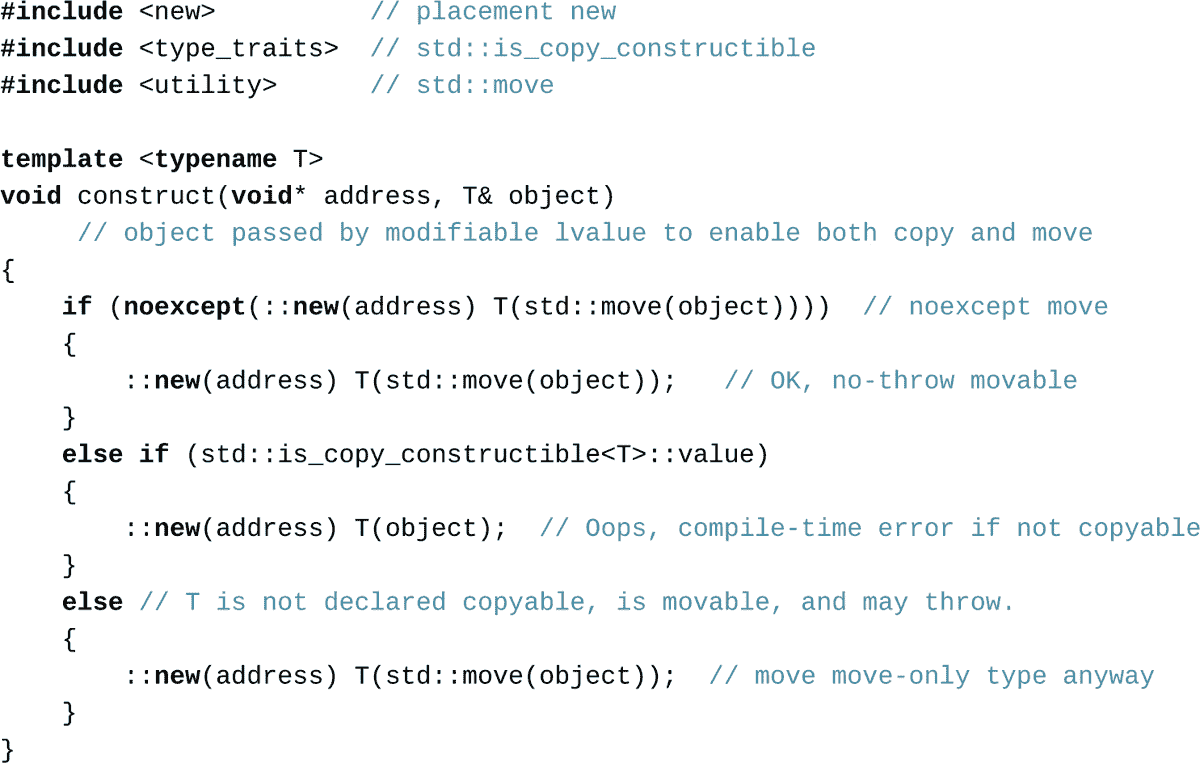 #include <new>          // placement new
#include <type_traits>  // std::is_copy_constructible
#include <utility>      // std::move

template <typename T>
void construct(void* address, T& object)
     // object passed by modifiable lvalue to enable both copy and move
{
    if (noexcept(::new(address) T(std::move(object))))  // noexcept move
    {
        ::new(address) T(std::move(object));   // OK, no-throw movable
    }
    else if (std::is_copy_constructible<T>::value)
    {
        ::new(address) T(object);  // Oops, compile-time error if not copyable
    }
    else // T is not declared copyable, is movable, and may throw.
    {
        ::new(address) T(std::move(object));  // move move-only type anyway
    }
}